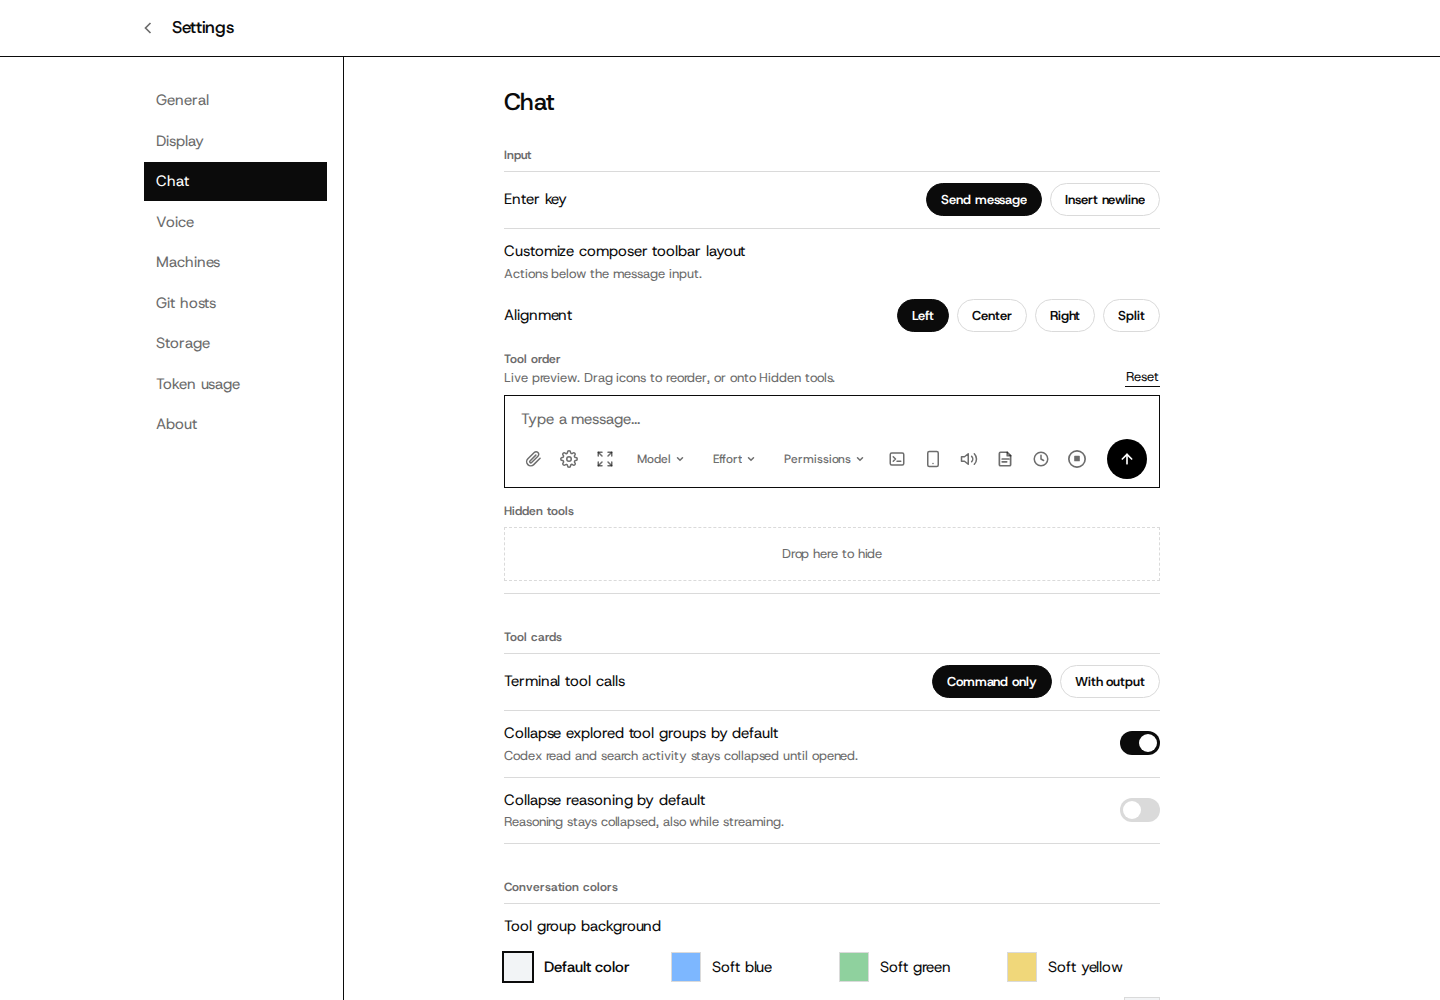 Settings
General
Display
Chat
Voice
Machines
Git hosts
Storage
Token usage
About
Chat
Input
Enter key
Send message
Insert newline
Customize composer toolbar layout
Actions below the message input.
Alignment
Left
Center
Right
Split
Tool order
Live preview. Drag icons to reorder, or onto Hidden tools.
Reset
Type a message...
Model
Effort
Permissions
Hidden tools
Drop here to hide
Tool cards
Terminal tool calls
Command only
With output
Collapse explored tool groups by default
Codex read and search activity stays collapsed until opened.
Collapse reasoning by default
Reasoning stays collapsed, also while streaming.
Conversation colors
Tool group background
Default color
Soft blue
Soft green
Soft yellow